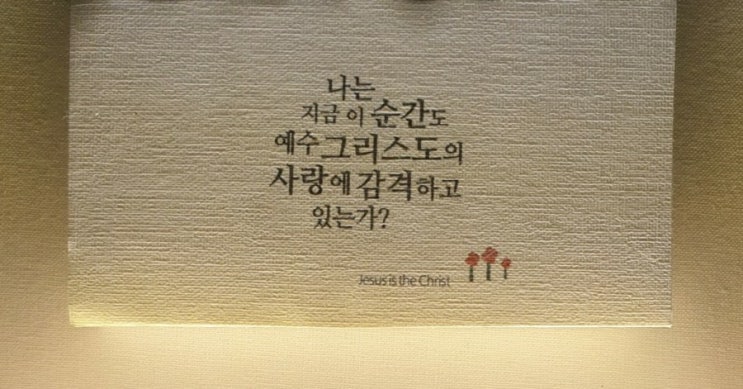 나는
지금 이 순간도
예수 그리스도의
사랑에 감격하고
있는가?
Jesus is the Christ